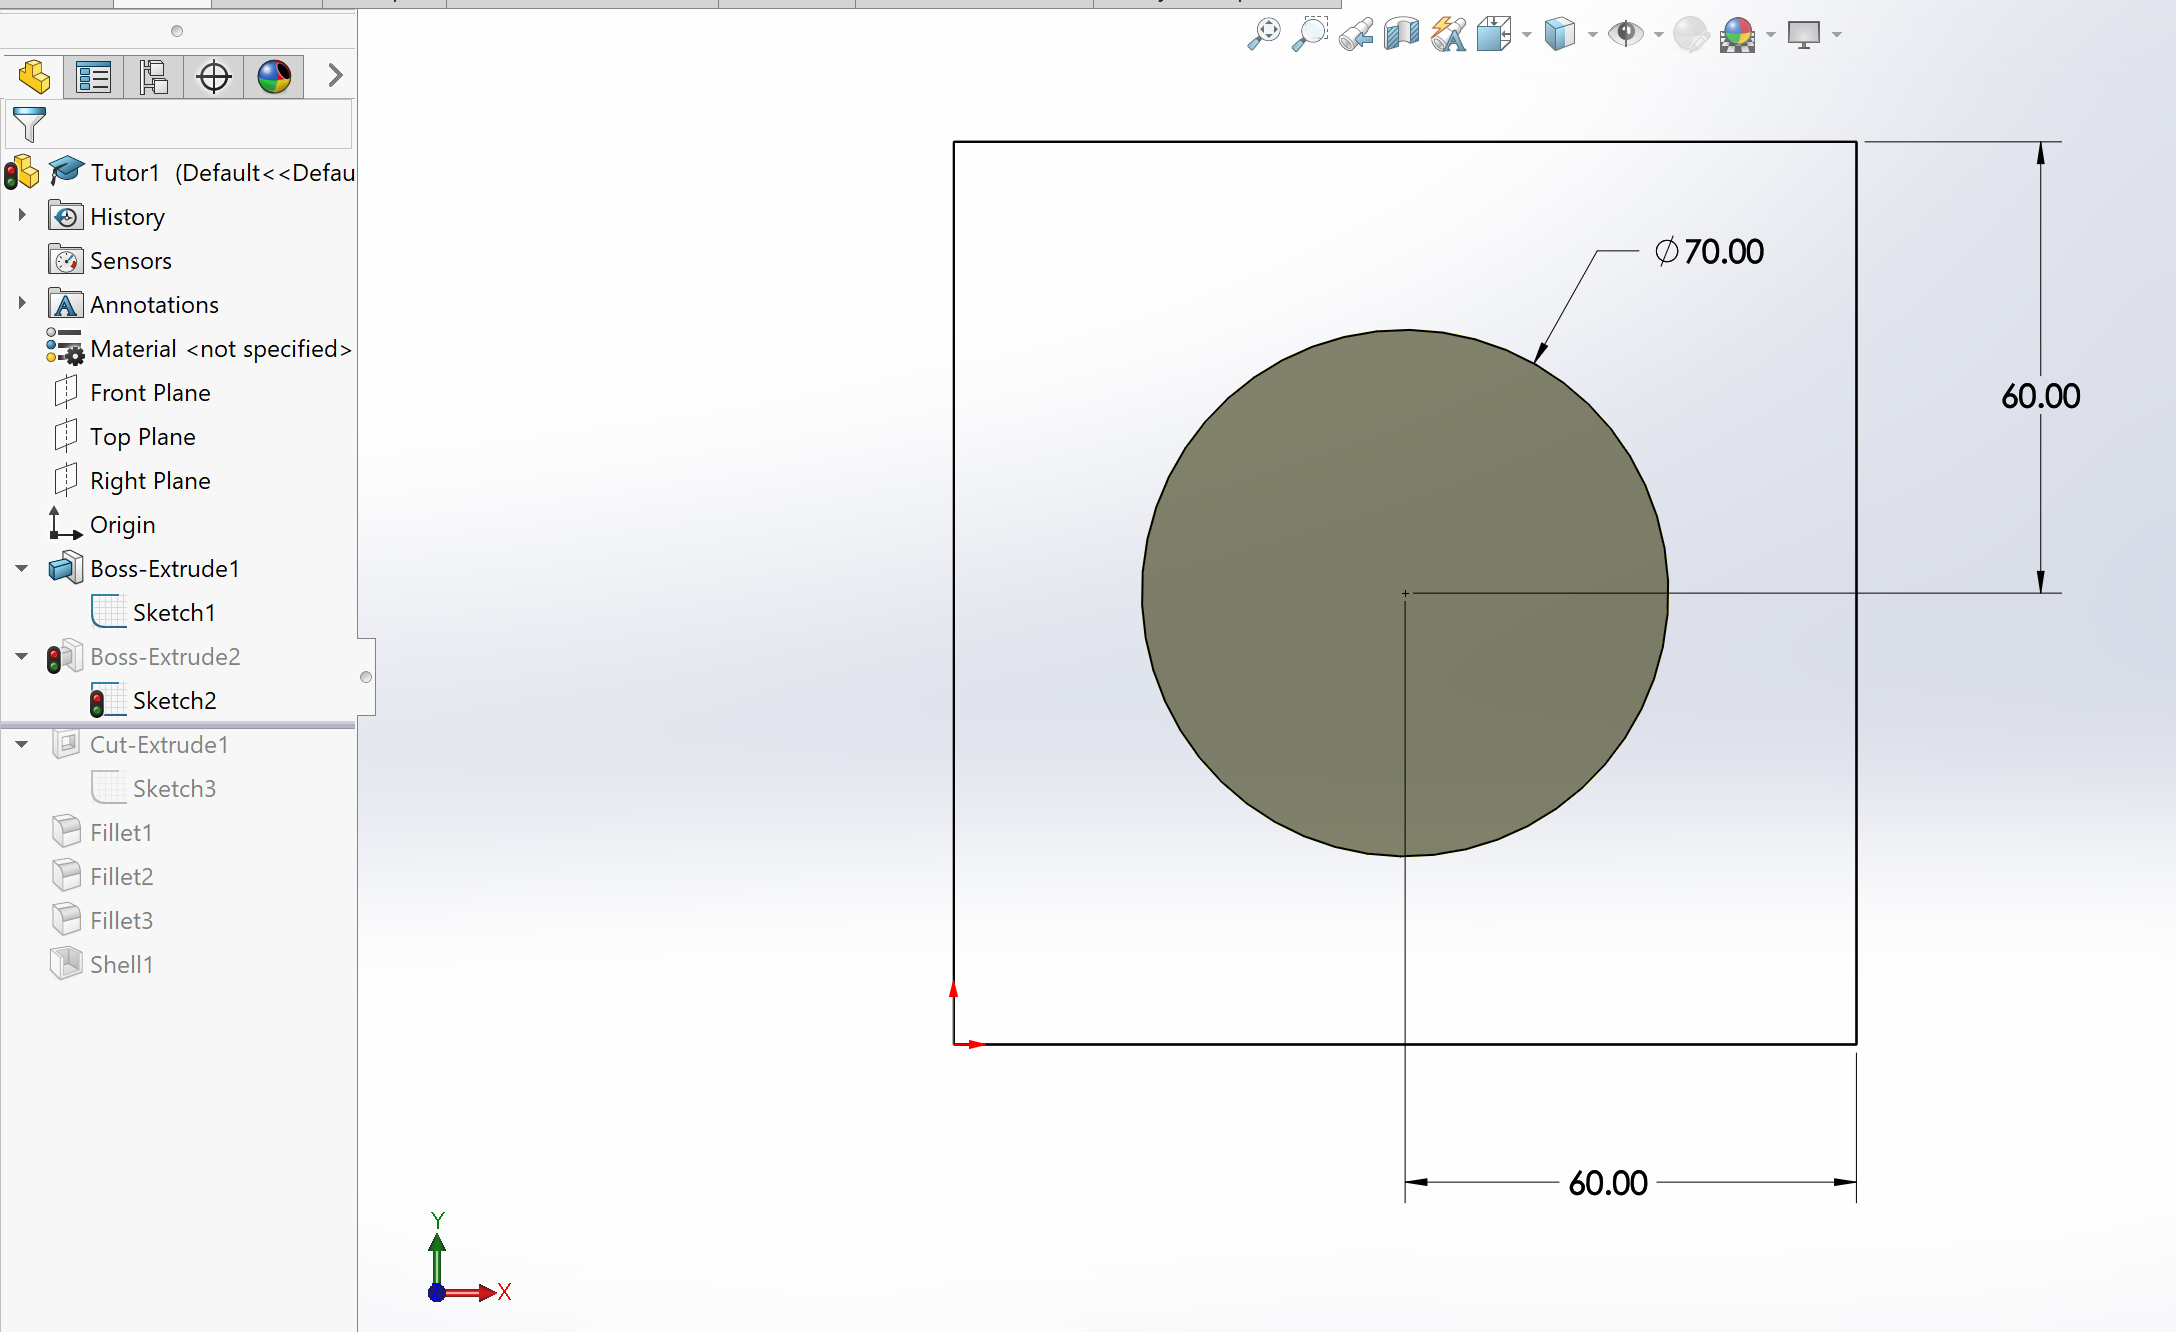 Tutor1 (Default<<Defau
History
Sensors
Annotations
Material <not specified>
Front Plane
Top Plane
Right Plane
Origin
Boss-Extrude1
Sketch1
Boss-Extrude2
Sketch2
Cut-Extrude1
Sketch3
Fillet1
Fillet2
Fillet3
Shell1
∅70.00
60.00
60.00
Y
X